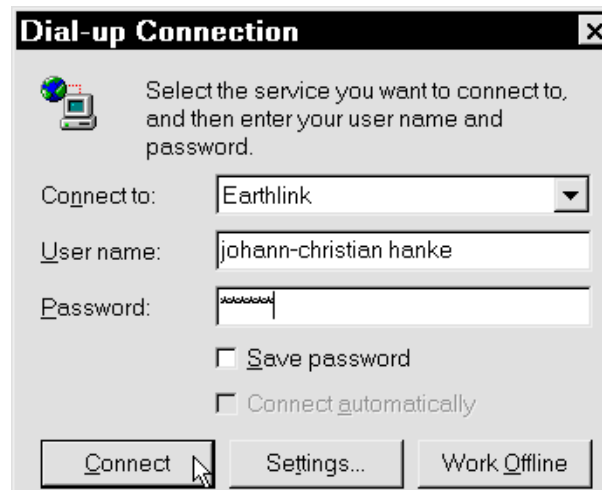 Dial-up Connection
Select the service you want to connect to,
and then enter your user name and
password.
Connect to: Earthlink
User name: johann-christian hanke
Password: *******
Save password
Connect automatically
Connect Settings... Work Offline